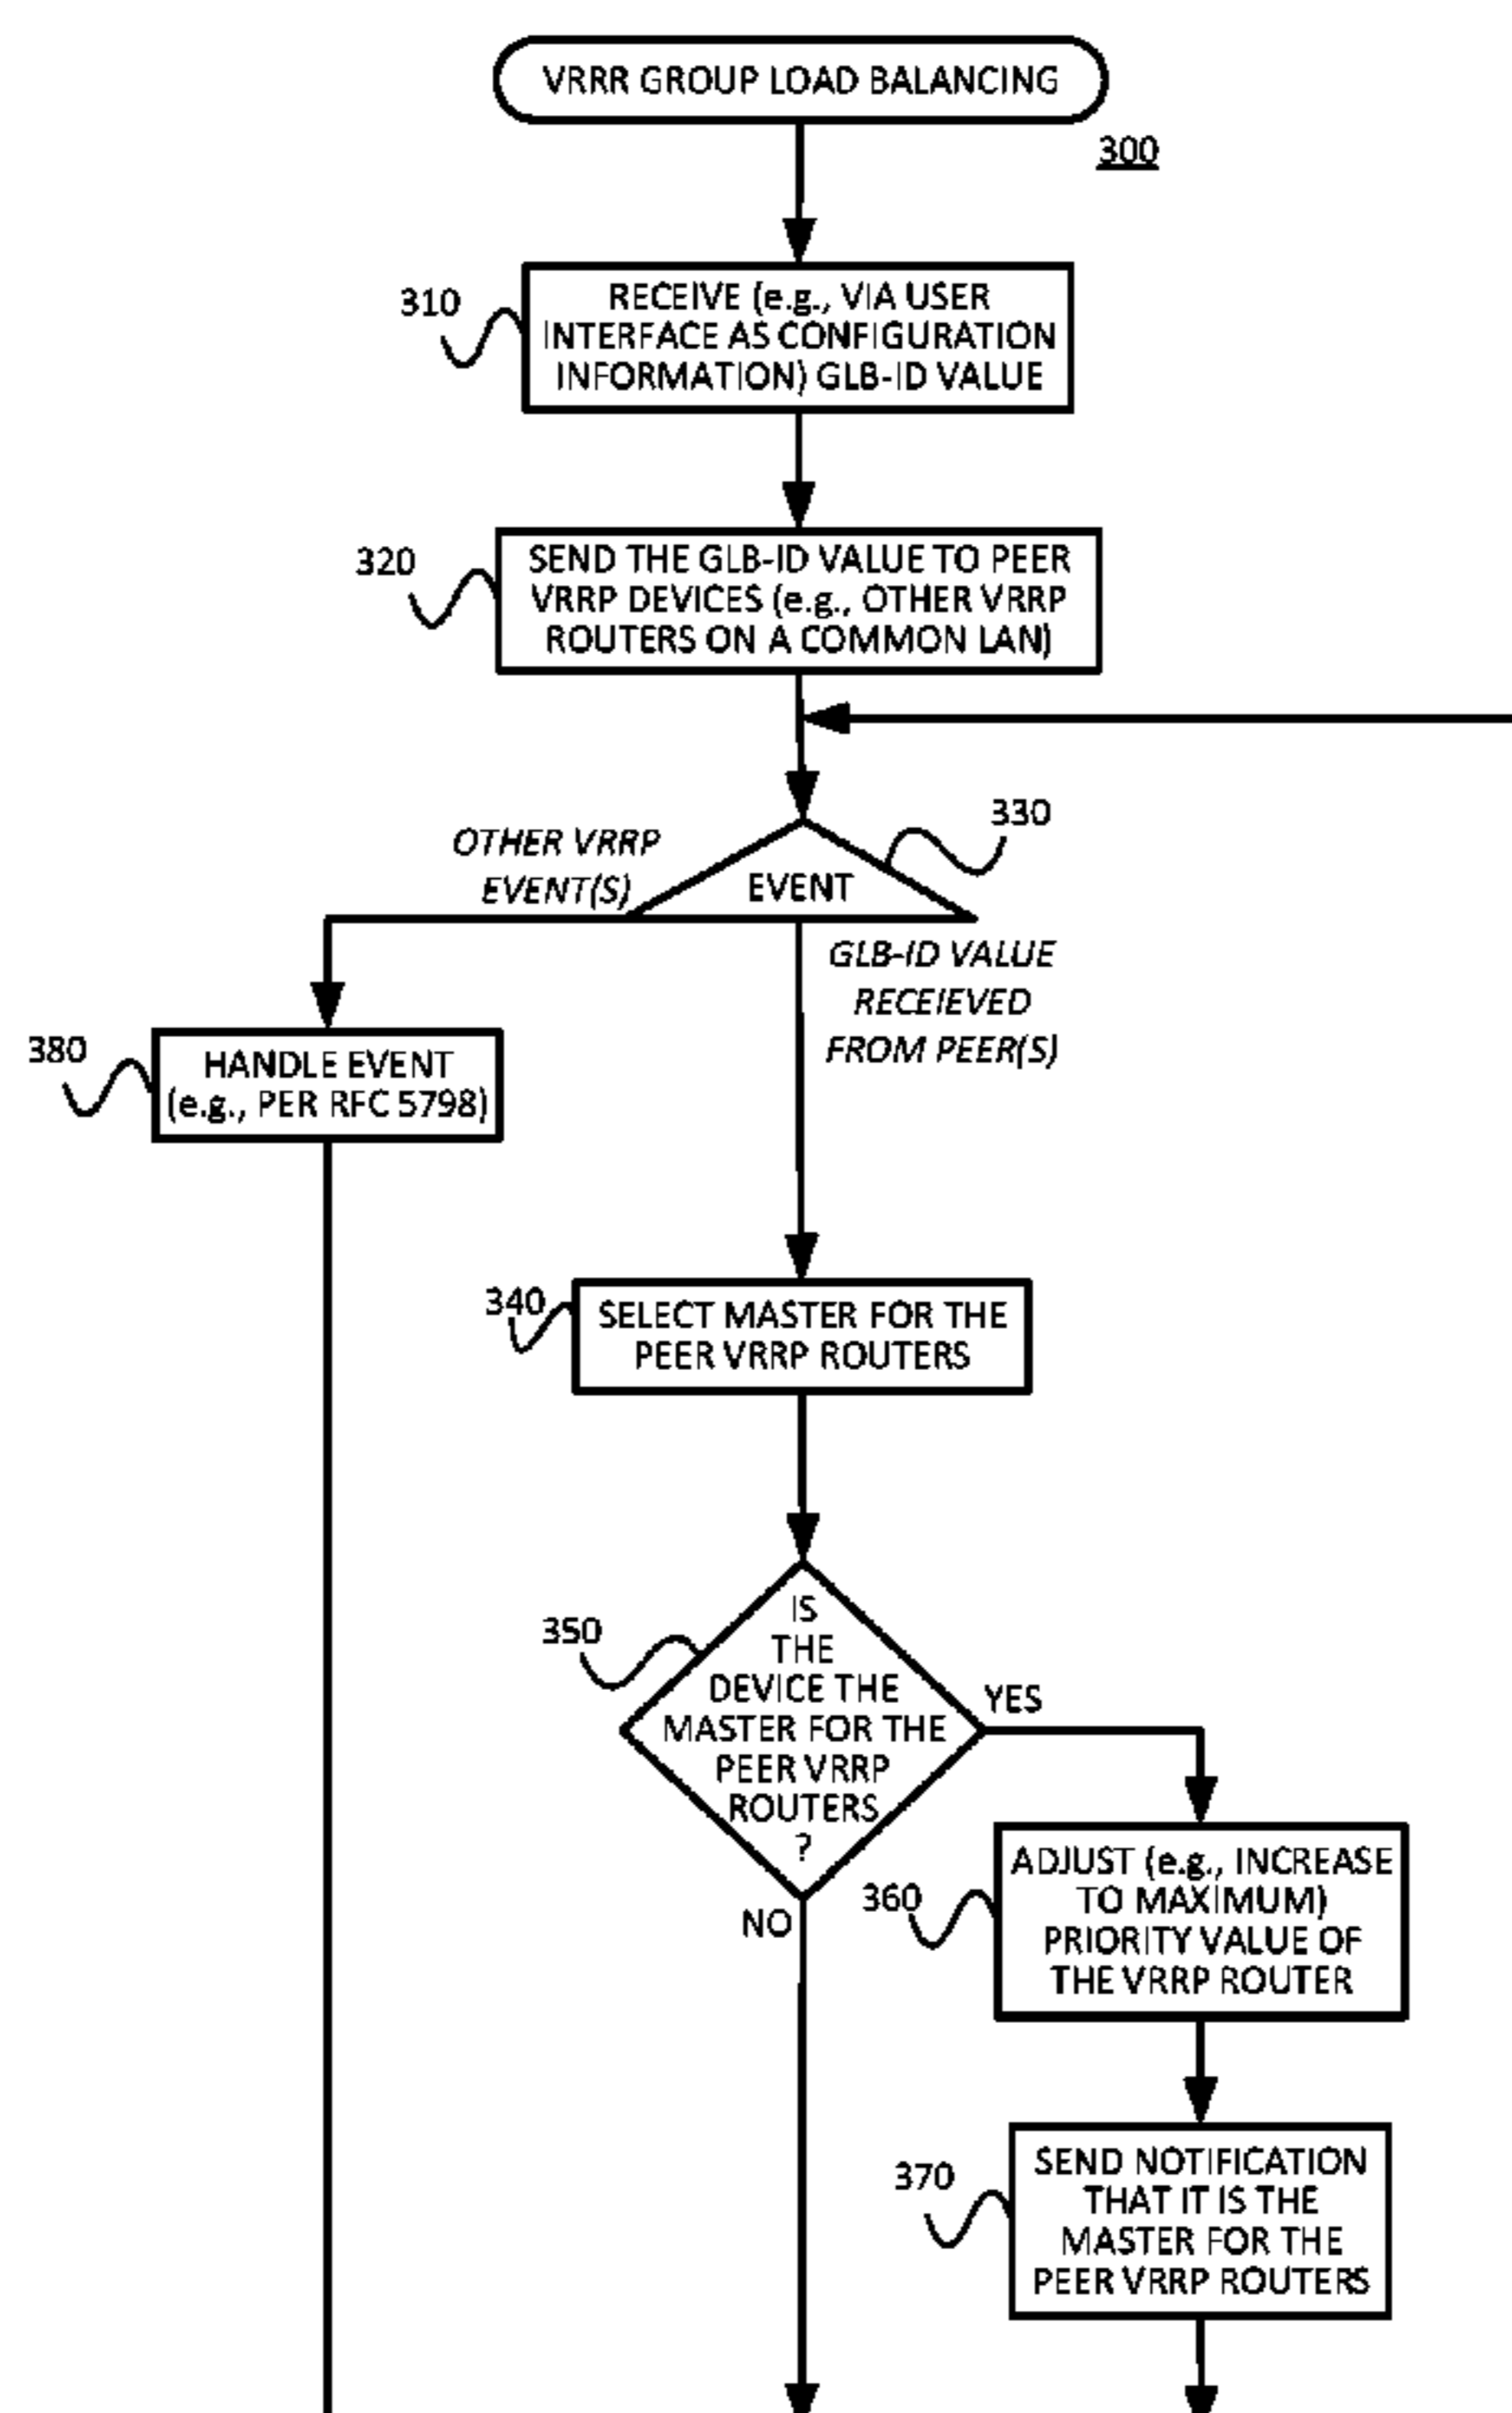 VRRR GROUP LOAD BALANCING
300
310
RECEIVE (e.g., VIA USER
INTERFACE AS CONFIGURATION
INFORMATION) GLB-ID VALUE
320
SEND THE GLB-ID VALUE TO PEER
VRRP DEVICES (e.g., OTHER VRRP
ROUTERS ON A COMMON LAN)
330
OTHER VRRP
EVENT(S)
EVENT
GLB-ID VALUE
RECEIEVED
FROM PEER(S)
380
HANDLE EVENT
(e.g., PER RFC 5798)
340
SELECT MASTER FOR THE
PEER VRRP ROUTERS
350
IS
THE
DEVICE THE
MASTER FOR THE
PEER VRRP
ROUTERS
?
YES
NO
360
ADJUST (e.g., INCREASE
TO MAXIMUM)
PRIORITY VALUE OF
THE VRRP ROUTER
370
SEND NOTIFICATION
THAT IT IS THE
MASTER FOR THE
PEER VRRP ROUTERS